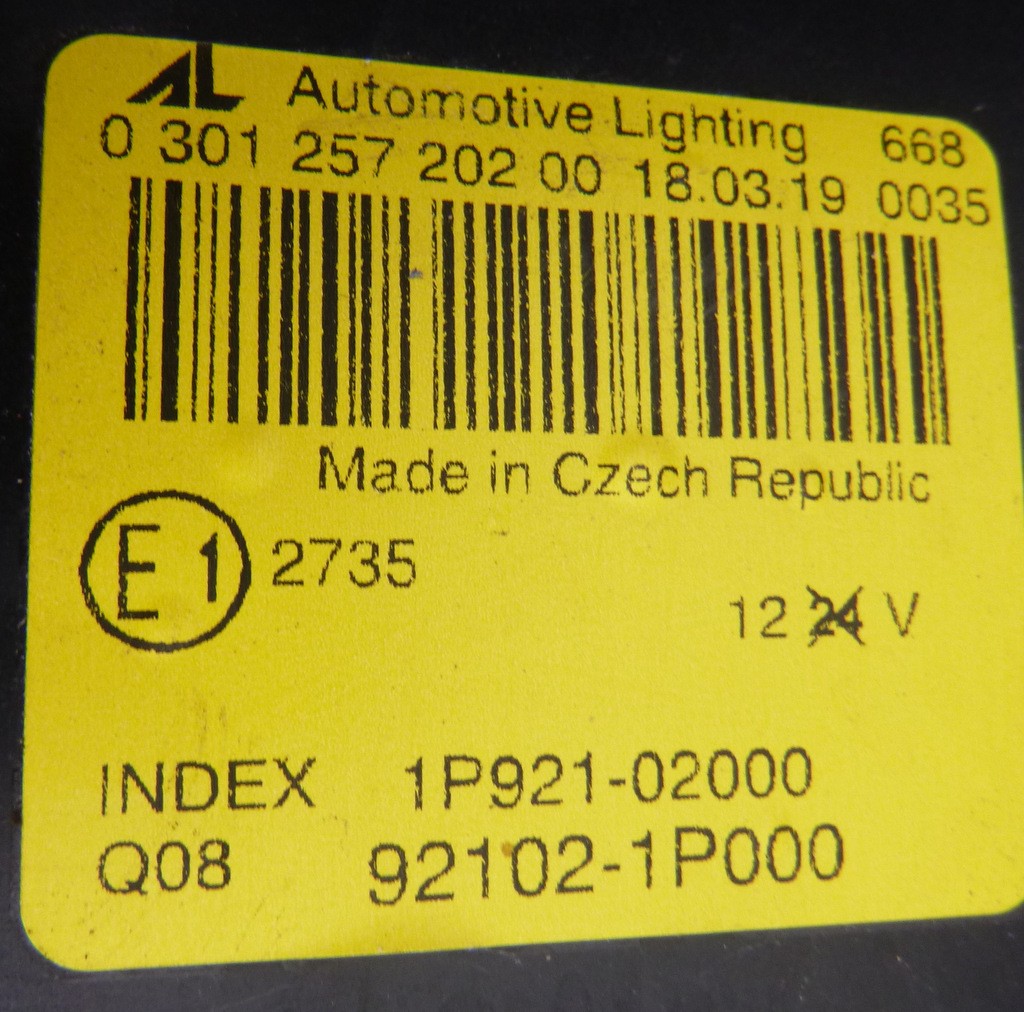 AL Automotive Lighting 668
0 301 257 202 00 18.03.19 0035
Made in Czech Republic
E1 2735
12 24 V
INDEX 1P921-02000
Q08 92102-1P000